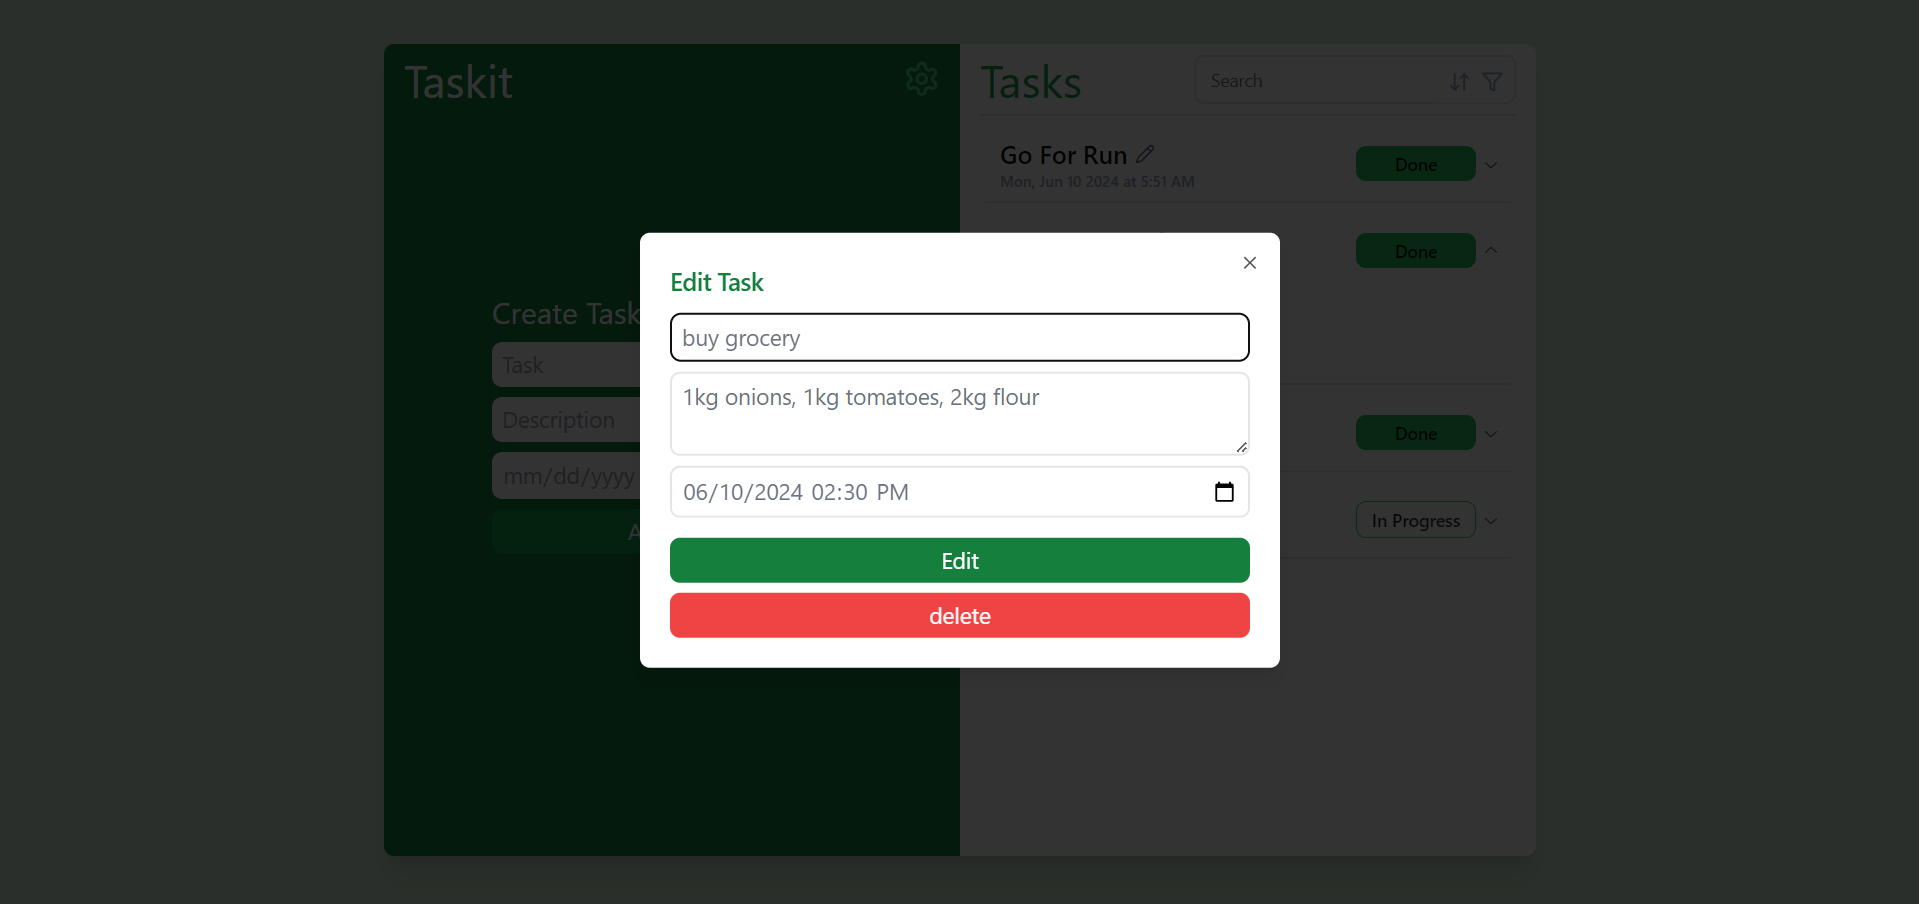 Taskit
Create Task
Task
Description
mm/dd/yyyy
Tasks
Search
Go For Run
Mon, Jun 10 2024 at 5:51 AM
Done
Done
Done
In Progress
Edit Task
buy grocery
1kg onions, 1kg tomatoes, 2kg flour
06/10/2024 02:30 PM
Edit
delete